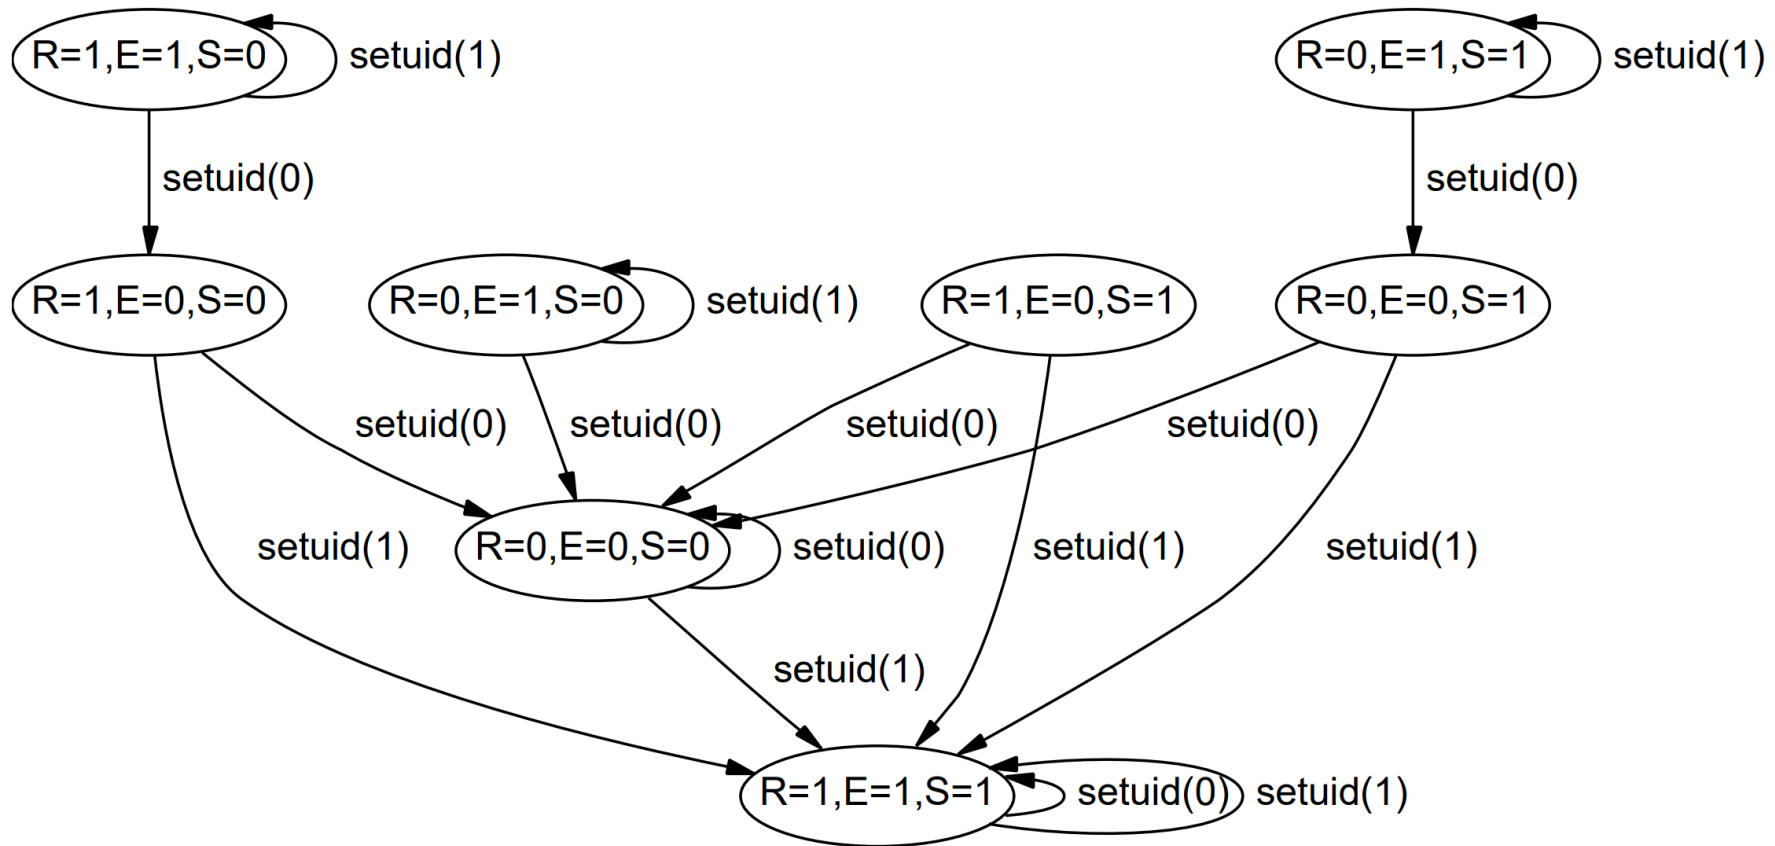 R=1,E=1,S=0
setuid(1)
R=0,E=1,S=1
setuid(1)
setuid(0)
setuid(0)
R=1,E=0,S=0
R=0,E=1,S=0
setuid(1)
R=1,E=0,S=1
R=0,E=0,S=1
setuid(0)
setuid(0)
setuid(0)
setuid(0)
setuid(1)
R=0,E=0,S=0
setuid(0)
setuid(1)
setuid(1)
setuid(1)
R=1,E=1,S=1
setuid(0)
setuid(1)